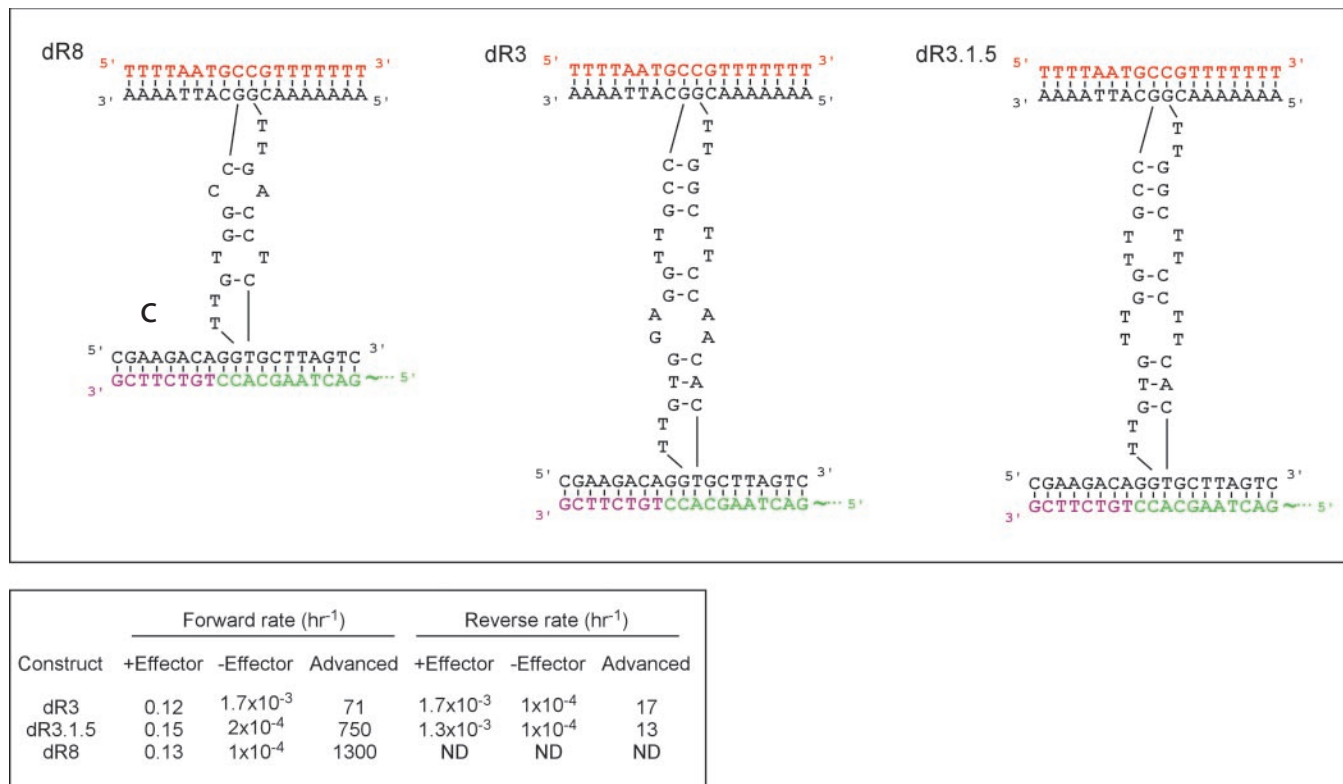 dR8
5' TTTTAATGCCGTTTTTTT 3'
3' AAAATTACGGCAAAAAAA 5'
T
T
C-G
C A
G-C
G-C
T T
G-C
T
T
C
5' CGAAGACAGGTGCTTAGTC 3'
3' GCTTCTGTCCACGAATCAG~···· 5'
dR3
5' TTTTAATGCCGTTTTTTT 3'
3' AAAATTACGGCAAAAAAA 5'
T
T
C-G
C-G
G-C
T T
T T
G-C
G-C
A A
G A
G-C
T-A
G-C
T
T
5' CGAAGACAGGTGCTTAGTC 3'
3' GCTTCTGTCCACGAATCAG~···· 5'
dR3.1.5
5' TTTTAATGCCGTTTTTTT 3'
3' AAAATTACGGCAAAAAAA 5'
T
T
C-G
C-G
G-C
T T
T T
G-C
G-C
T T
T T
G-C
T-A
G-C
T
T
5' CGAAGACAGGTGCTTAGTC 3'
3' GCTTCTGTCCACGAATCAG~···· 5'
Forward rate (hr⁻¹) Reverse rate (hr⁻¹)
Construct +Effector -Effector Advanced +Effector -Effector Advanced
dR3 0.12 1.7x10⁻³ 71 1.7x10⁻³ 1x10⁻⁴ 17
dR3.1.5 0.15 2x10⁻⁴ 750 1.3x10⁻³ 1x10⁻⁴ 13
dR8 0.13 1x10⁻⁴ 1300 ND ND ND